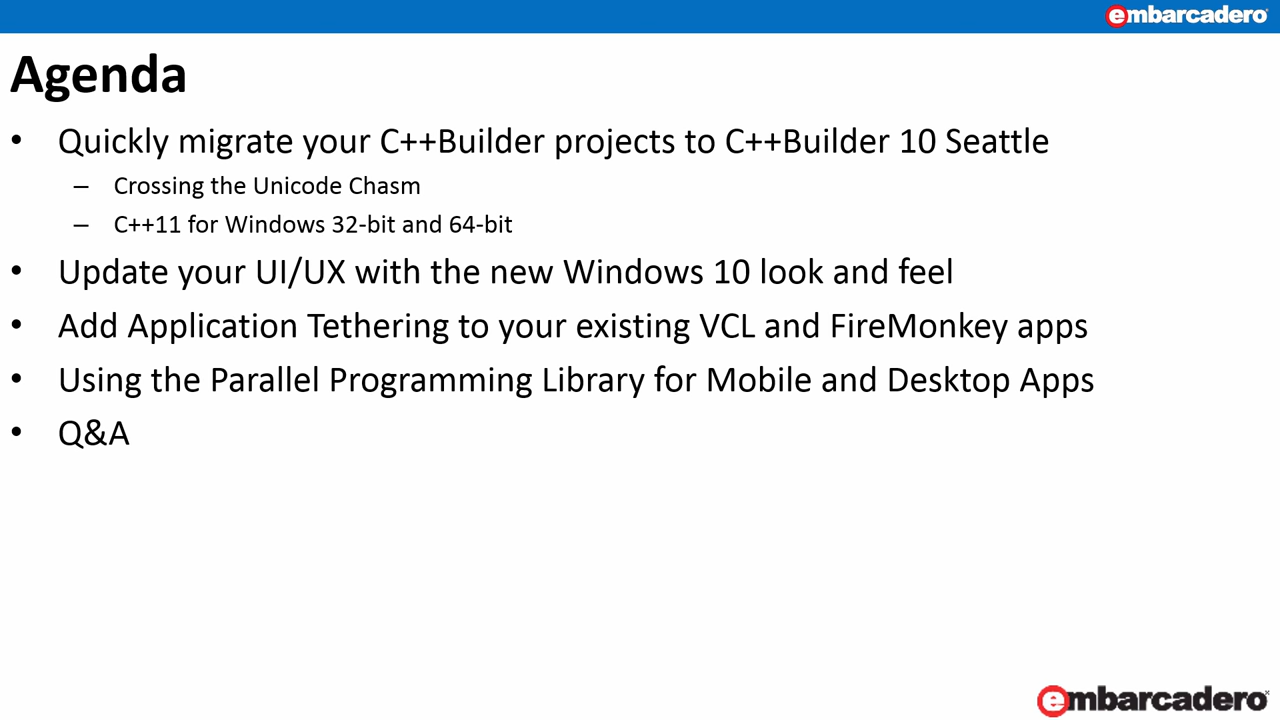 embarcadero
Agenda
• Quickly migrate your C++Builder projects to C++Builder 10 Seattle
– Crossing the Unicode Chasm
– C++11 for Windows 32-bit and 64-bit
• Update your UI/UX with the new Windows 10 look and feel
• Add Application Tethering to your existing VCL and FireMonkey apps
• Using the Parallel Programming Library for Mobile and Desktop Apps
• Q&A
embarcadero